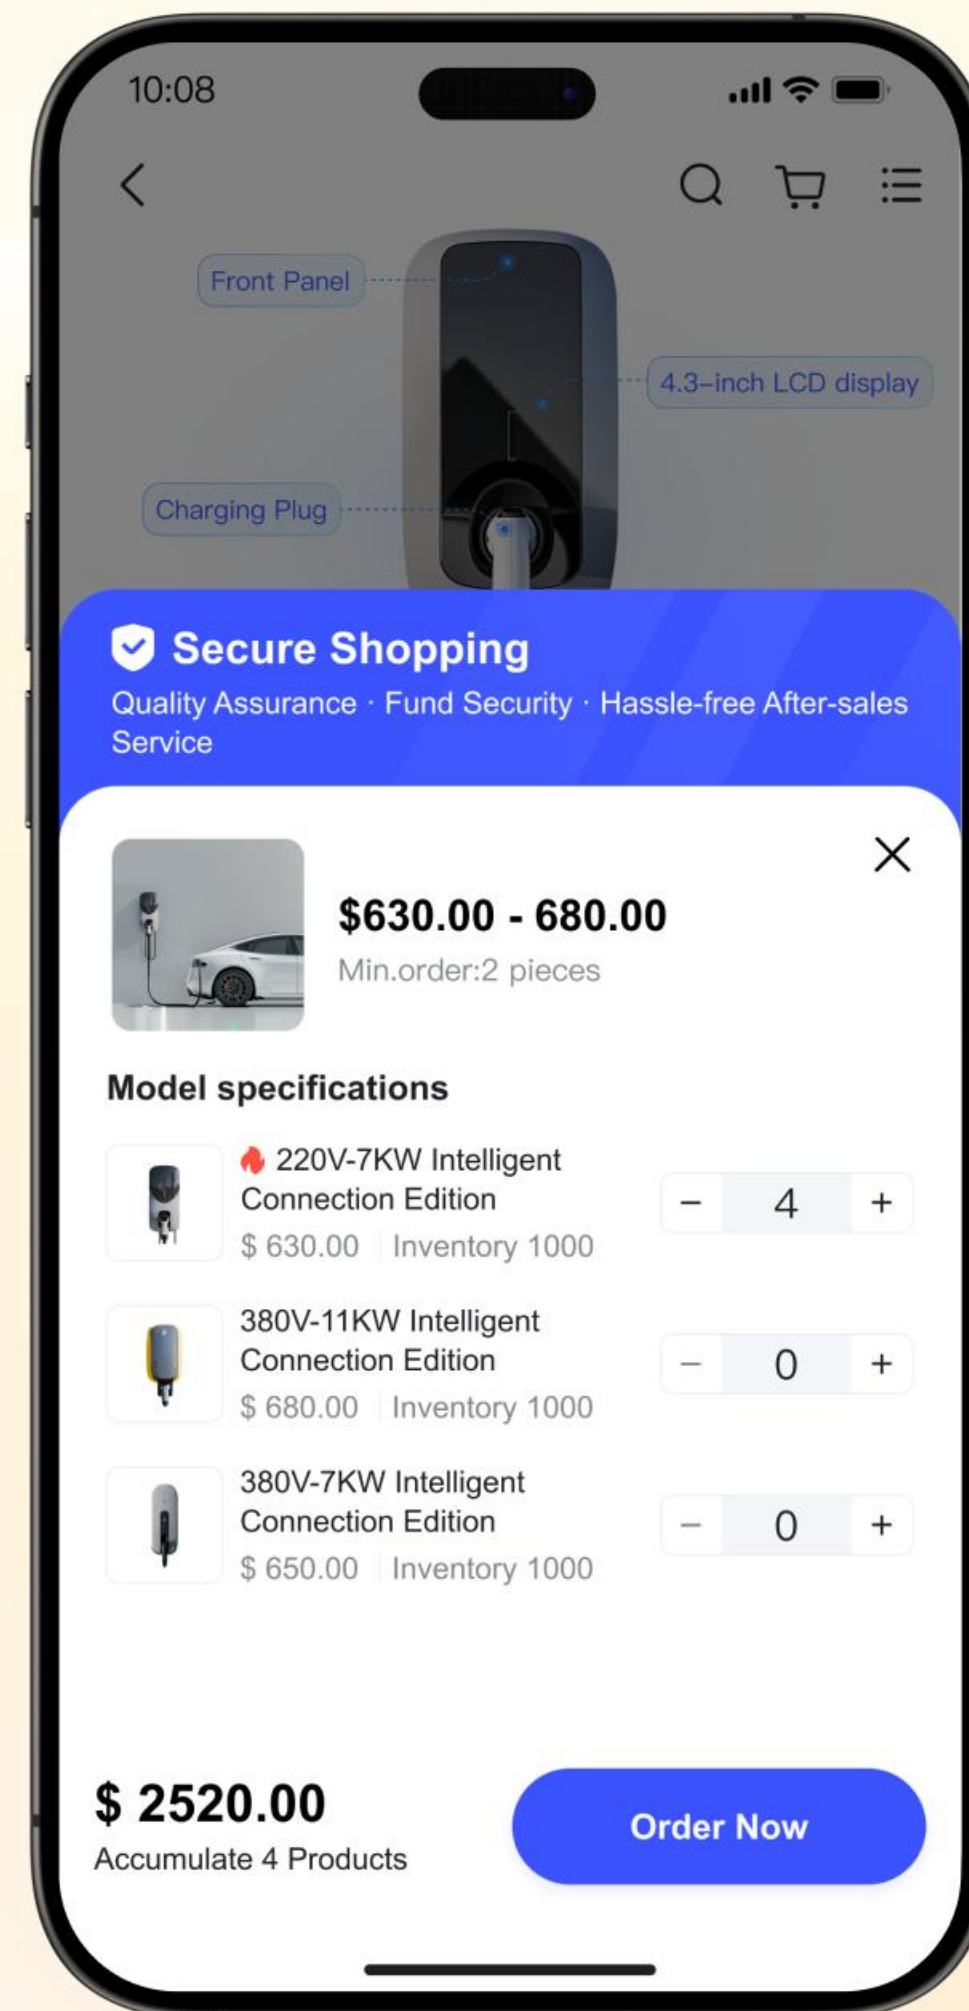 10:08
Front Panel
4.3-inch LCD display
Charging Plug
Secure Shopping
Quality Assurance · Fund Security · Hassle-free After-sales
Service
$630.00 - 680.00
Min.order:2 pieces
Model specifications
220V-7KW Intelligent
Connection Edition
$ 630.00 Inventory 1000
4
380V-11KW Intelligent
Connection Edition
$ 680.00 Inventory 1000
0
380V-7KW Intelligent
Connection Edition
$ 650.00 Inventory 1000
0
$ 2520.00
Accumulate 4 Products
Order Now